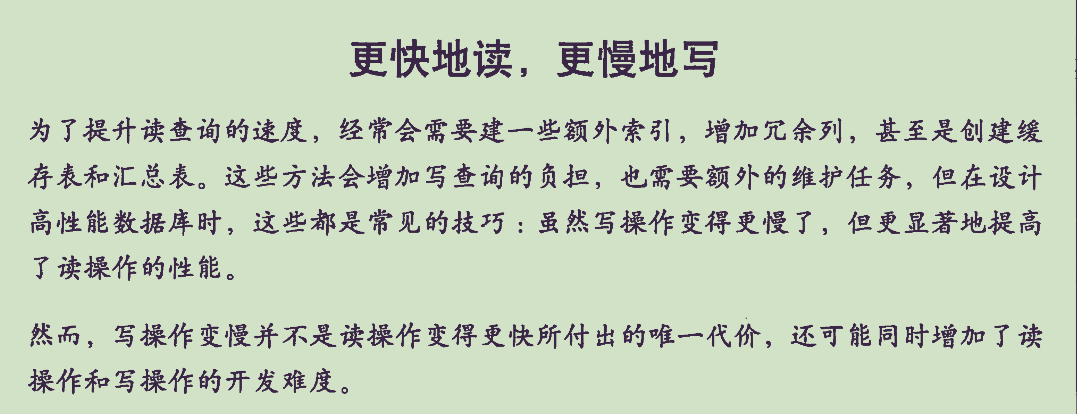 更快地读，更慢地写
为了提升读查询的速度，经常会需要建一些额外索引，增加冗余列，甚至是创建缓
存表和汇总表。这些方法会增加写查询的负担，也需要额外的维护任务，但在设计
高性能数据库时，这些都是常见的技巧：虽然写操作变得更慢了，但更显著地提高
了读操作的性能。
然而，写操作变慢并不是读操作变得更快所付出的唯一代价，还可能同时增加了读
操作和写操作的开发难度。